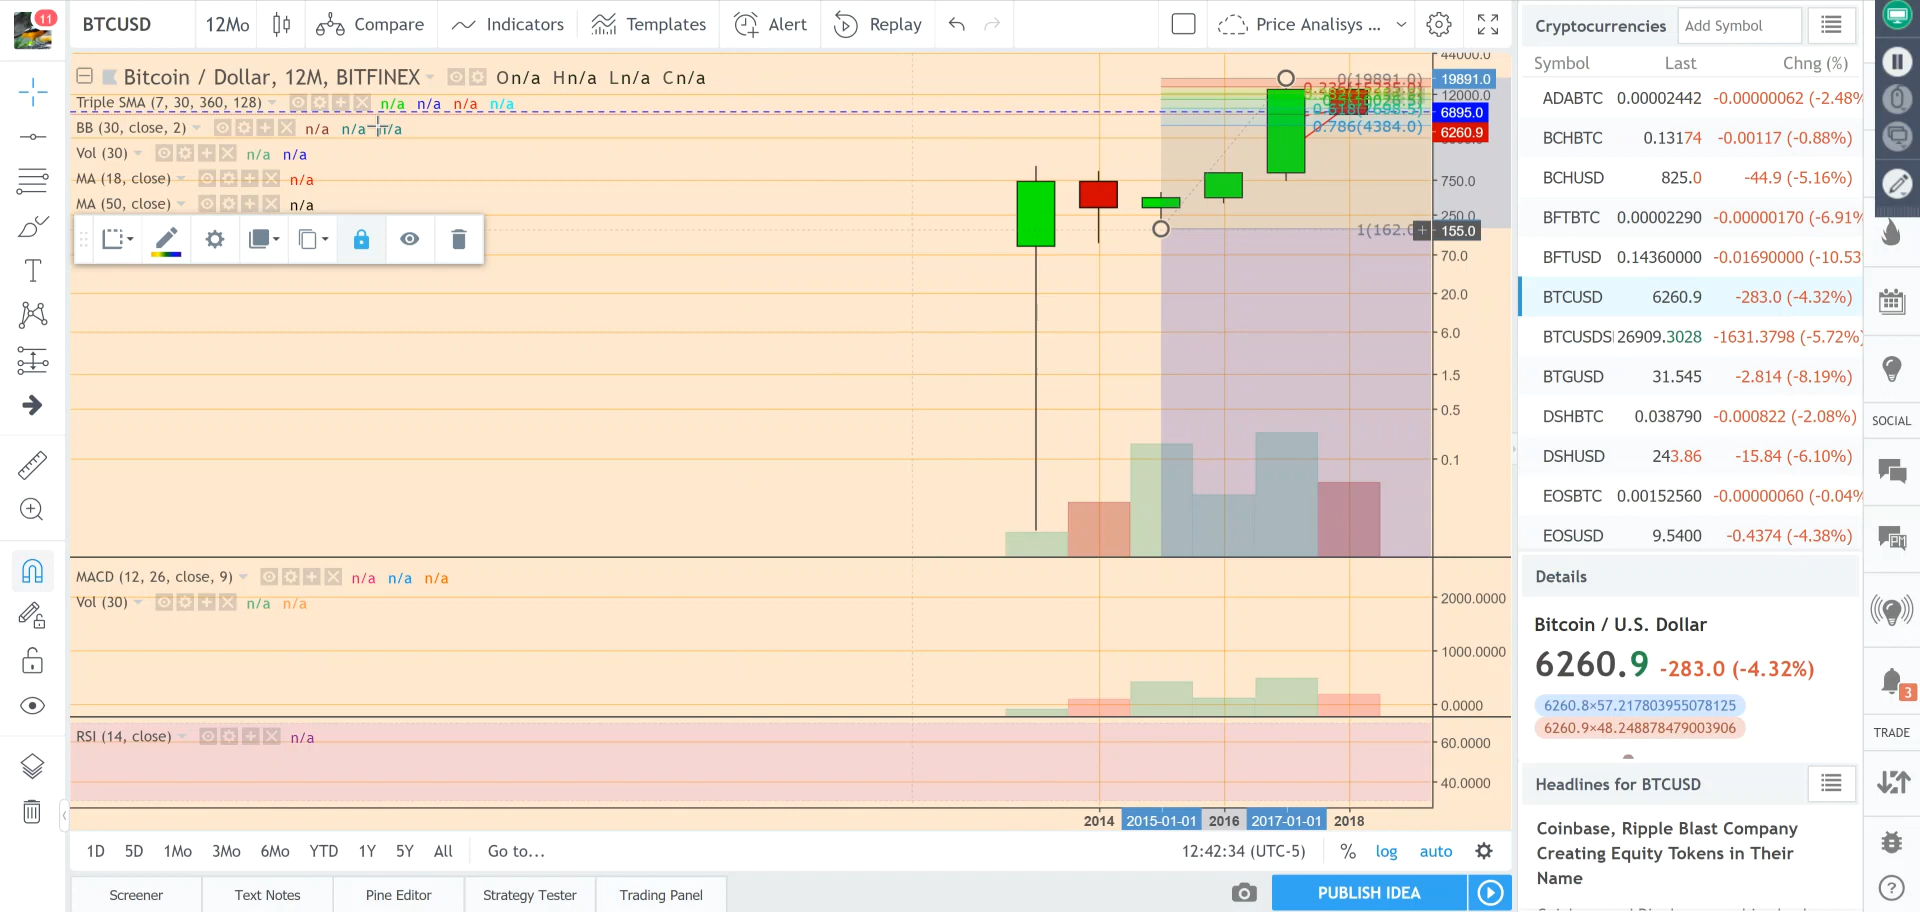 11
BTCUSD 12Mo Compare Indicators Templates Alert Replay Price Analisys ...
Bitcoin / Dollar, 12M, BITFINEX On/a Hn/a Ln/a Cn/a
Triple SMA (7, 30, 360, 128) n/a n/a n/a n/a
BB (30, close, 2) n/a n/a n/a
Vol (30) n/a n/a
MA (18, close) n/a
MA (50, close) n/a
0(19891.0)
0.786(4384.0)
1(162.0
44000.0
19891.0
12000.0
6895.0
6260.9
750.0
250.0
155.0
70.0
20.0
6.0
1.5
0.5
0.1
MACD (12, 26, close, 9) n/a n/a n/a
Vol (30) n/a n/a
2000.0000
1000.0000
0.0000
RSI (14, close) n/a
60.0000
40.0000
2014 2015-01-01 2016 2017-01-01 2018
1D 5D 1Mo 3Mo 6Mo YTD 1Y 5Y All Go to... 12:42:34 (UTC-5) % log auto
Screener Text Notes Pine Editor Strategy Tester Trading Panel PUBLISH IDEA
Cryptocurrencies Add Symbol
Symbol Last Chng (%)
ADABTC 0.00002442 -0.00000062 (-2.48%
BCHBTC 0.13174 -0.00117 (-0.88%)
BCHUSD 825.0 -44.9 (-5.16%)
BFTBTC 0.00002290 -0.00000170 (-6.91%
BFTUSD 0.14360000 -0.01690000 (-10.53
BTCUSD 6260.9 -283.0 (-4.32%)
BTCUSDS 26909.3028 -1631.3798 (-5.72%)
BTGUSD 31.545 -2.814 (-8.19%)
DSHBTC 0.038790 -0.000822 (-2.08%)
DSHUSD 243.86 -15.84 (-6.10%)
EOSBTC 0.00152560 -0.00000060 (-0.04%
EOSUSD 9.5400 -0.4374 (-4.38%)
Details
Bitcoin / U.S. Dollar
6260.9 -283.0 (-4.32%)
6260.8×57.217803955078125
6260.9×48.248878479003906
Headlines for BTCUSD
Coinbase, Ripple Blast Company
Creating Equity Tokens in Their
Name
SOCIAL
PM
3
TRADE